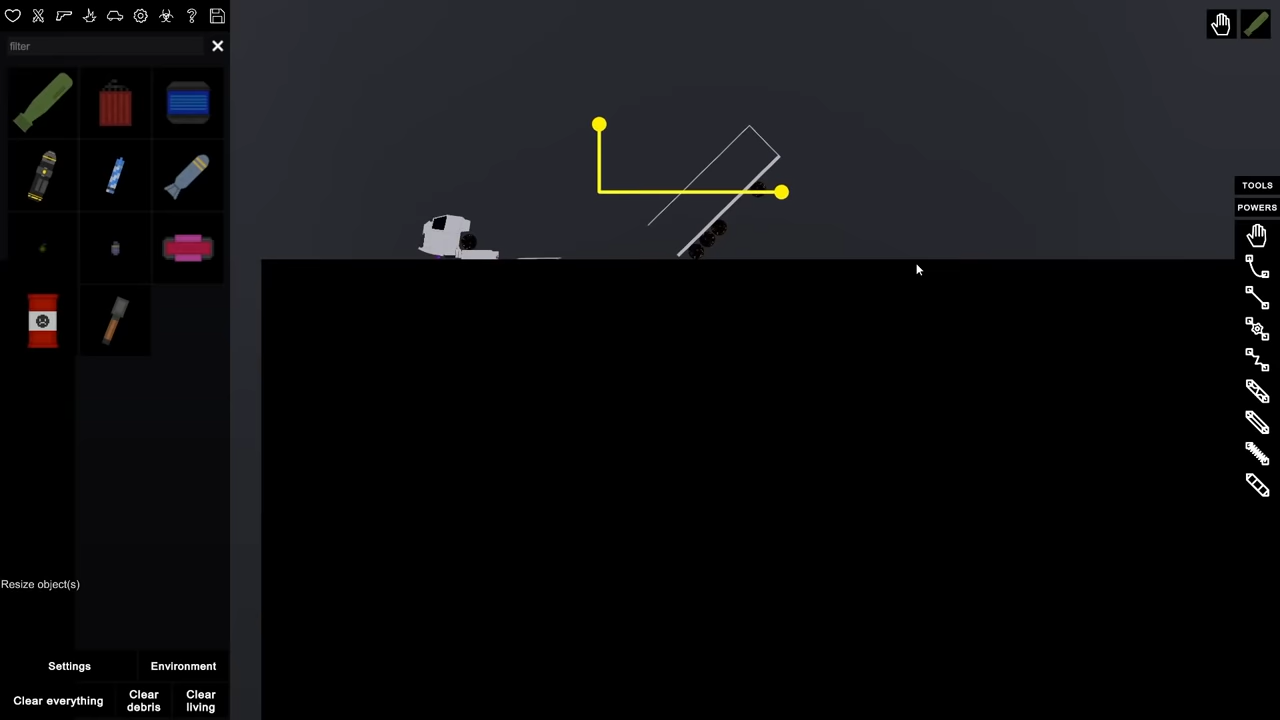 filter
TOOLS
POWERS
Resize object(s)
Settings
Environment
Clear everything
Clear debris
Clear living